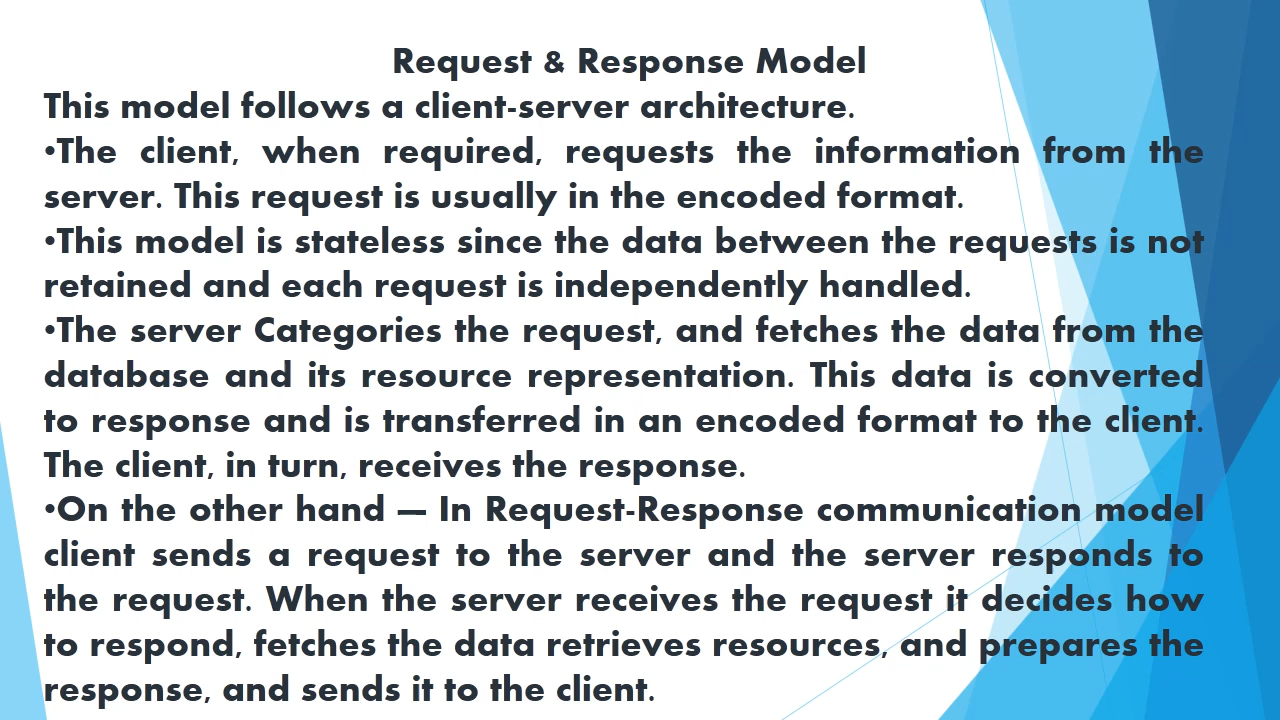 Request & Response Model
This model follows a client-server architecture.
•The client, when required, requests the information from the
server. This request is usually in the encoded format.
•This model is stateless since the data between the requests is not
retained and each request is independently handled.
•The server Categories the request, and fetches the data from the
database and its resource representation. This data is converted
to response and is transferred in an encoded format to the client.
The client, in turn, receives the response.
•On the other hand — In Request-Response communication model
client sends a request to the server and the server responds to
the request. When the server receives the request it decides how
to respond, fetches the data retrieves resources, and prepares the
response, and sends it to the client.